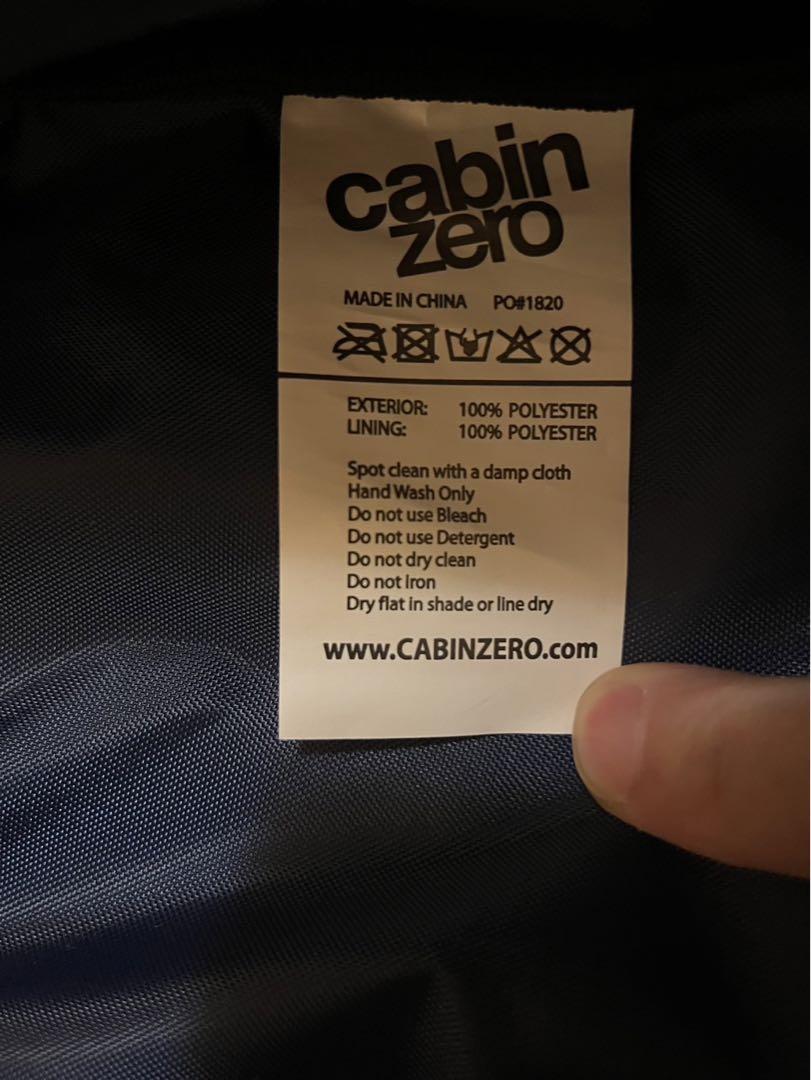 cabin
zero
MADE IN CHINA PO#1820
EXTERIOR: 100% POLYESTER
LINING: 100% POLYESTER
Spot clean with a damp cloth
Hand Wash Only
Do not use Bleach
Do not use Detergent
Do not dry clean
Do not Iron
Dry flat in shade or line dry
www.CABINZERO.com